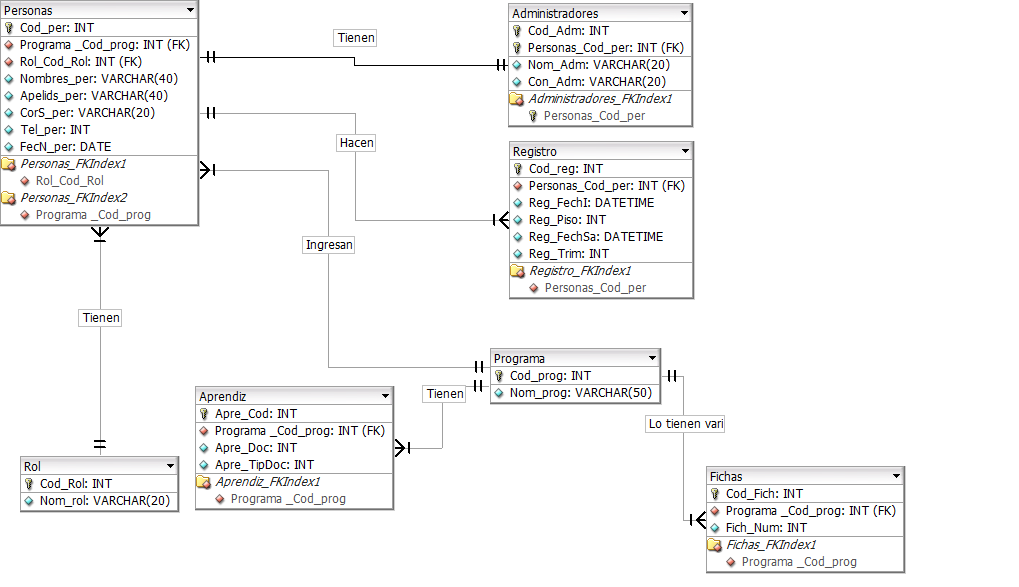 Personas
Cod_per: INT
Programa _Cod_prog: INT (FK)
Rol_Cod_Rol: INT (FK)
Nombres_per: VARCHAR(40)
Apelids_per: VARCHAR(40)
CorS_per: VARCHAR(20)
Tel_per: INT
FecN_per: DATE
Personas_FKIndex1
Rol_Cod_Rol
Personas_FKIndex2
Programa _Cod_prog
Tienen
Administradores
Cod_Adm: INT
Personas_Cod_per: INT (FK)
Nom_Adm: VARCHAR(20)
Con_Adm: VARCHAR(20)
Administradores_FKIndex1
Personas_Cod_per
Hacen
Registro
Cod_reg: INT
Personas_Cod_per: INT (FK)
Reg_FechI: DATETIME
Reg_Piso: INT
Reg_FechSa: DATETIME
Reg_Trim: INT
Registro_FKIndex1
Personas_Cod_per
Ingresan
Tienen
Programa
Cod_prog: INT
Nom_prog: VARCHAR(50)
Tienen
Aprendiz
Apre_Cod: INT
Programa _Cod_prog: INT (FK)
Apre_Doc: INT
Apre_TipDoc: INT
Aprendiz_FKIndex1
Programa _Cod_prog
Lo tienen vari
Rol
Cod_Rol: INT
Nom_rol: VARCHAR(20)
Fichas
Cod_Fich: INT
Programa _Cod_prog: INT (FK)
Fich_Num: INT
Fichas_FKIndex1
Programa _Cod_prog